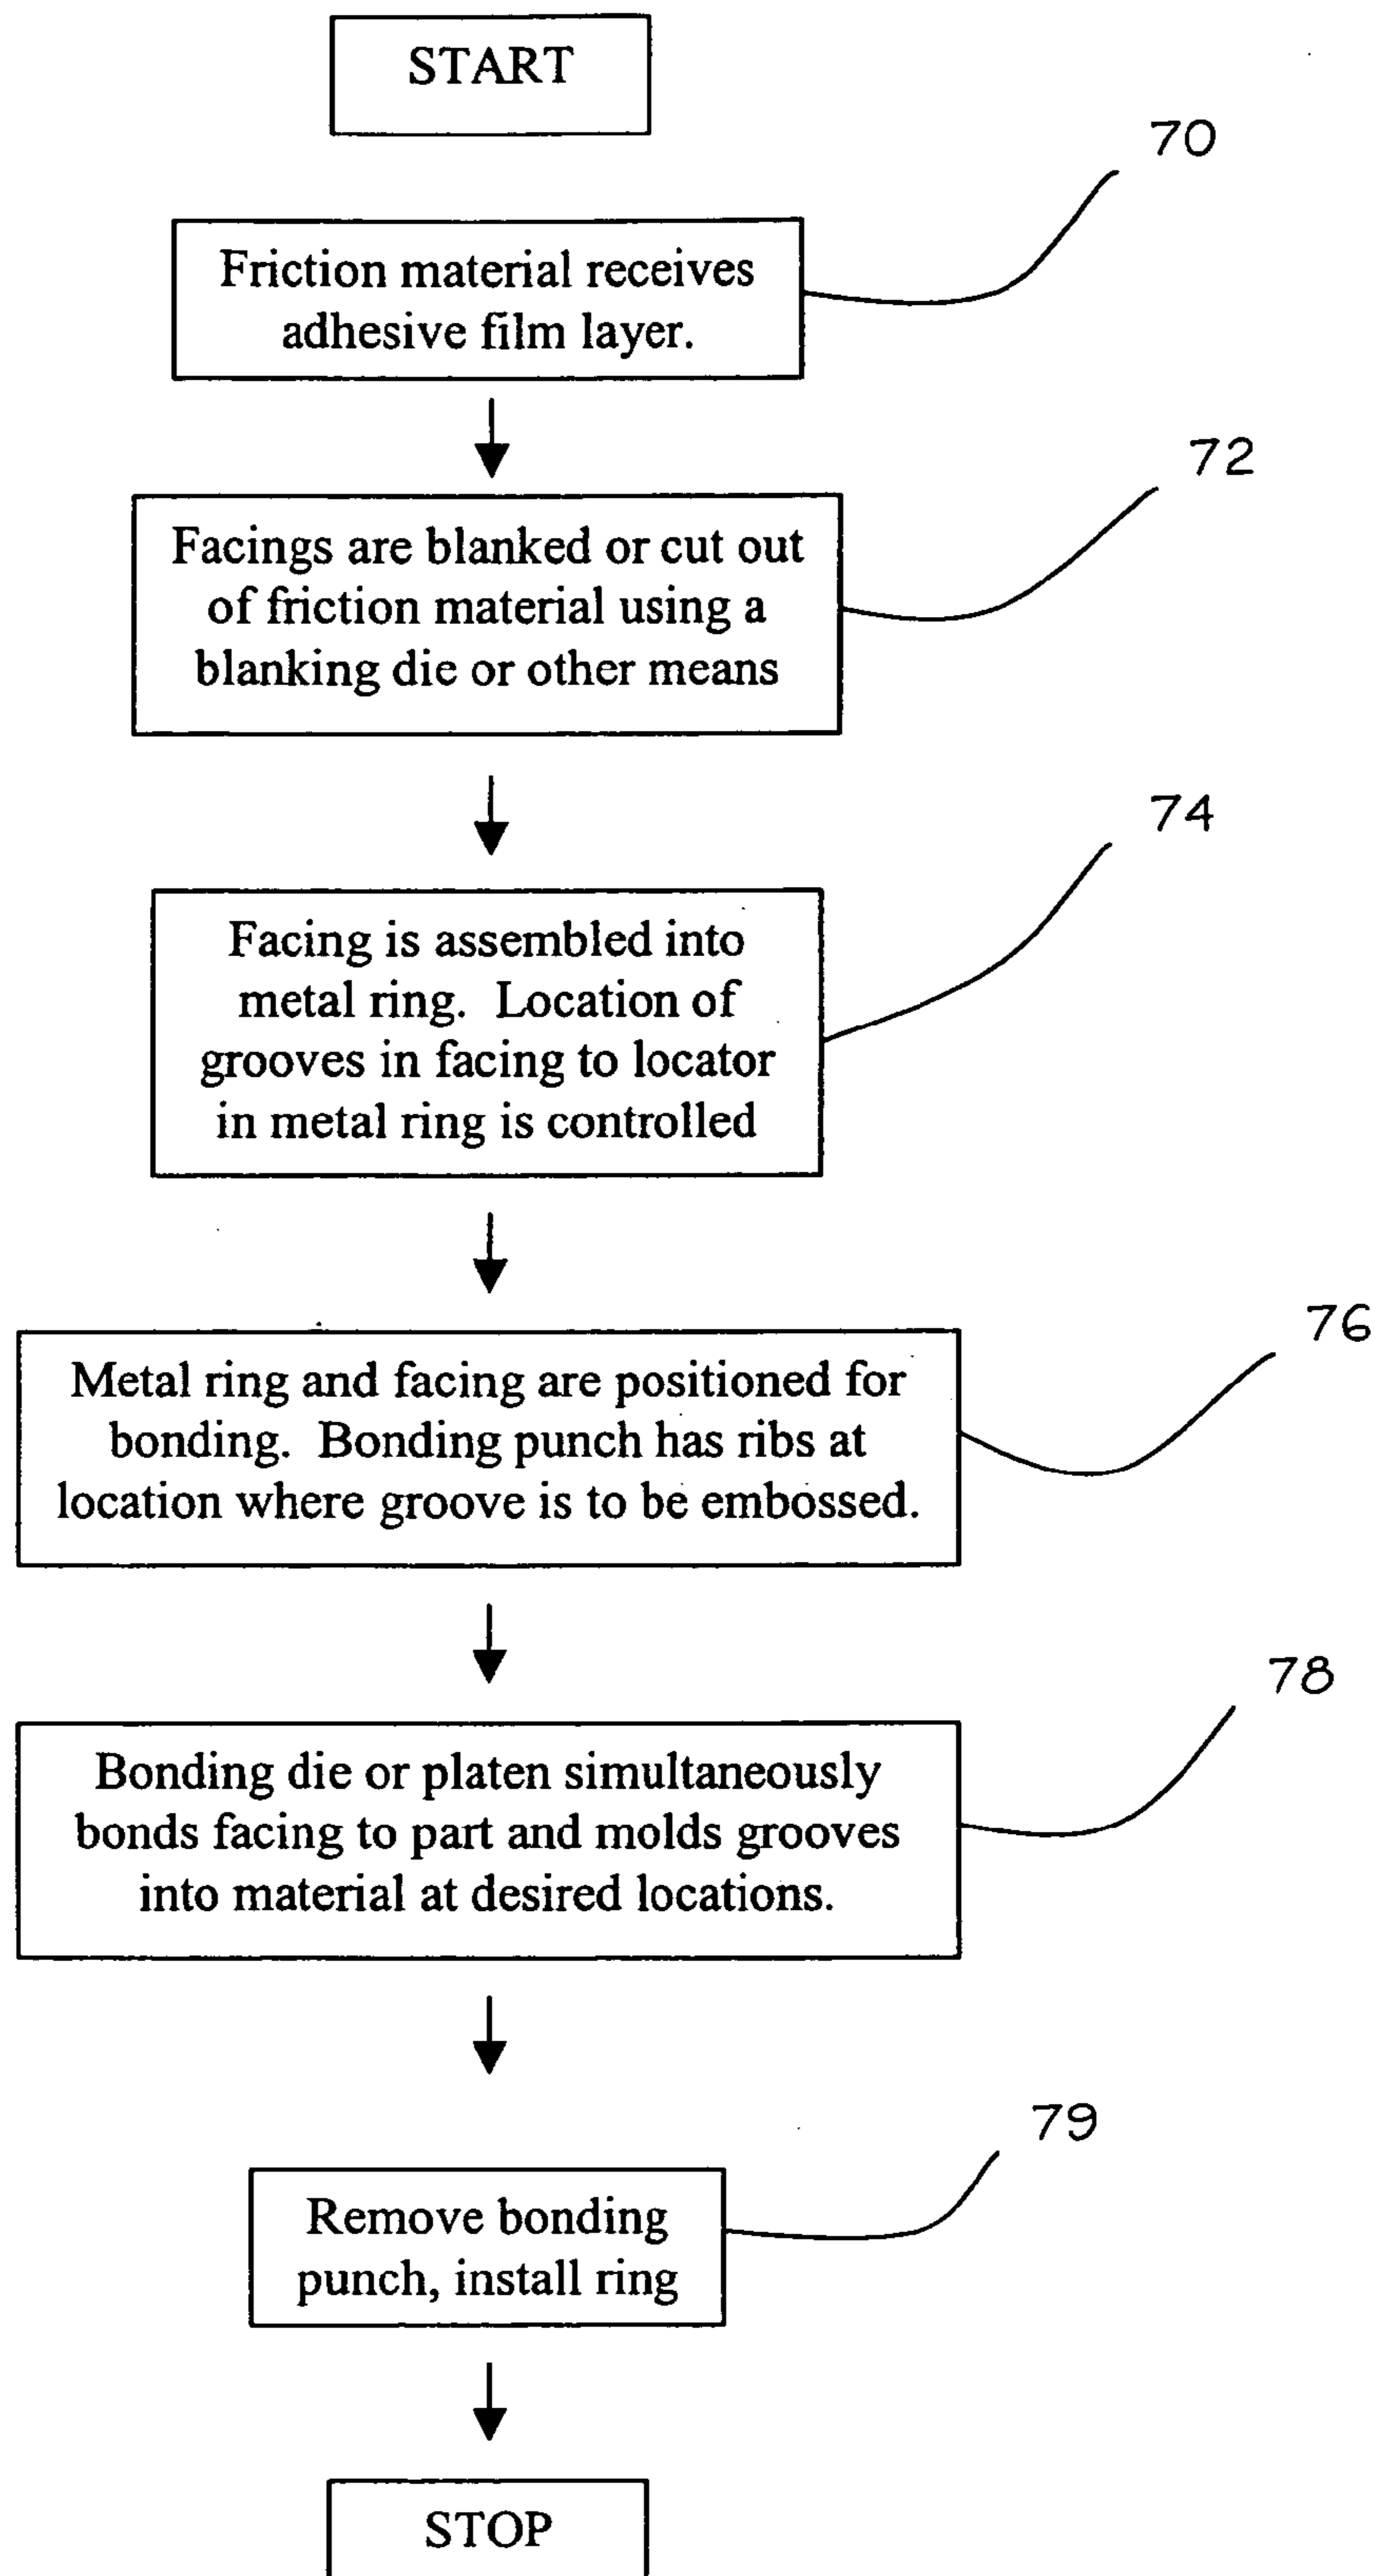 START
70
Friction material receives
adhesive film layer.
72
Facings are blanked or cut out
of friction material using a
blanking die or other means
74
Facing is assembled into
metal ring.  Location of
grooves in facing to locator
in metal ring is controlled
76
Metal ring and facing are positioned for
bonding.  Bonding punch has ribs at
location where groove is to be embossed.
78
Bonding die or platen simultaneously
bonds facing to part and molds grooves
into material at desired locations.
79
Remove bonding
punch, install ring
STOP